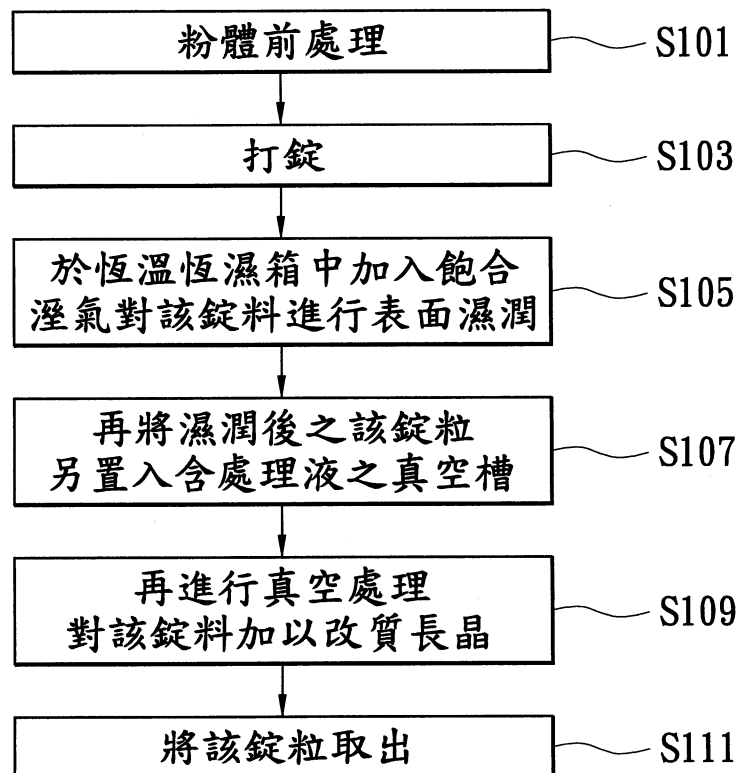 粉體前處理
S101
打錠
S103
於恆溫恆濕箱中加入飽合
溼氣對該錠料進行表面濕潤
S105
再將濕潤後之該錠粒
另置入含處理液之真空槽
S107
再進行真空處理
對該錠料加以改質長晶
S109
將該錠粒取出
S111